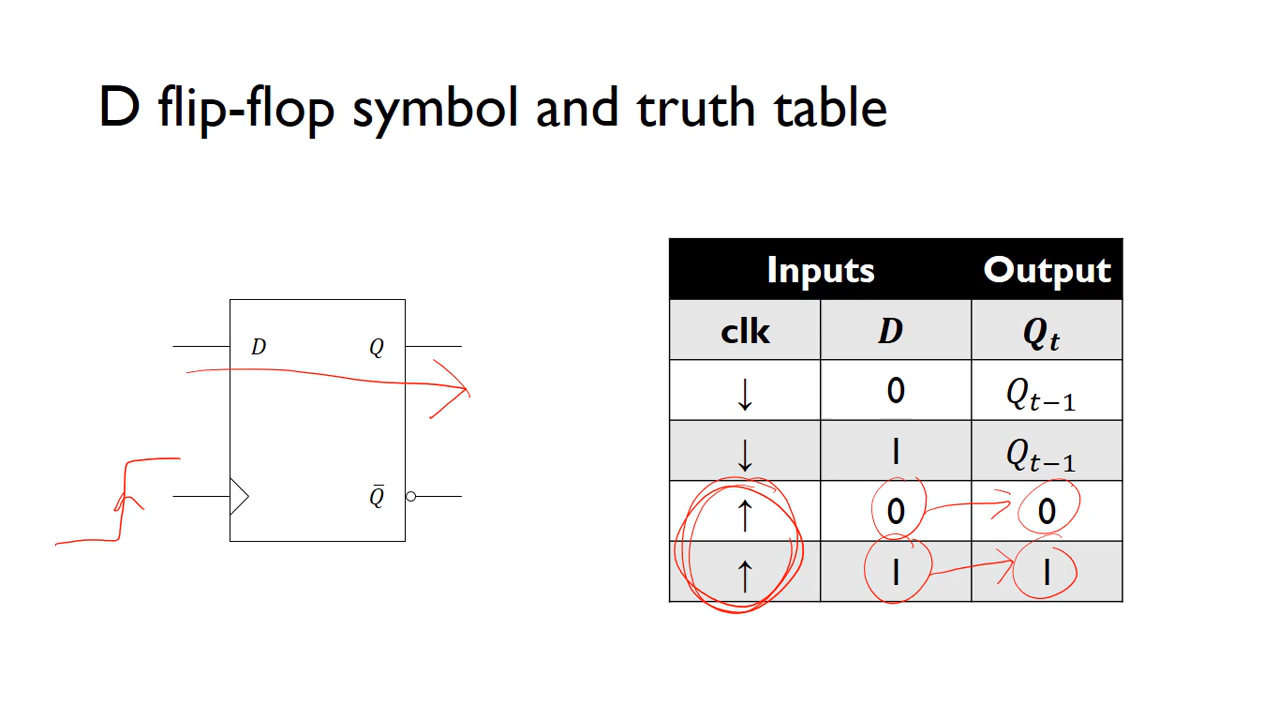 D flip-flop symbol and truth table
D Q
Q̄
Inputs Output
clk D Qₜ
↓ 0 Qₜ₋₁
↓ 1 Qₜ₋₁
↑ 0 0
↑ 1 1